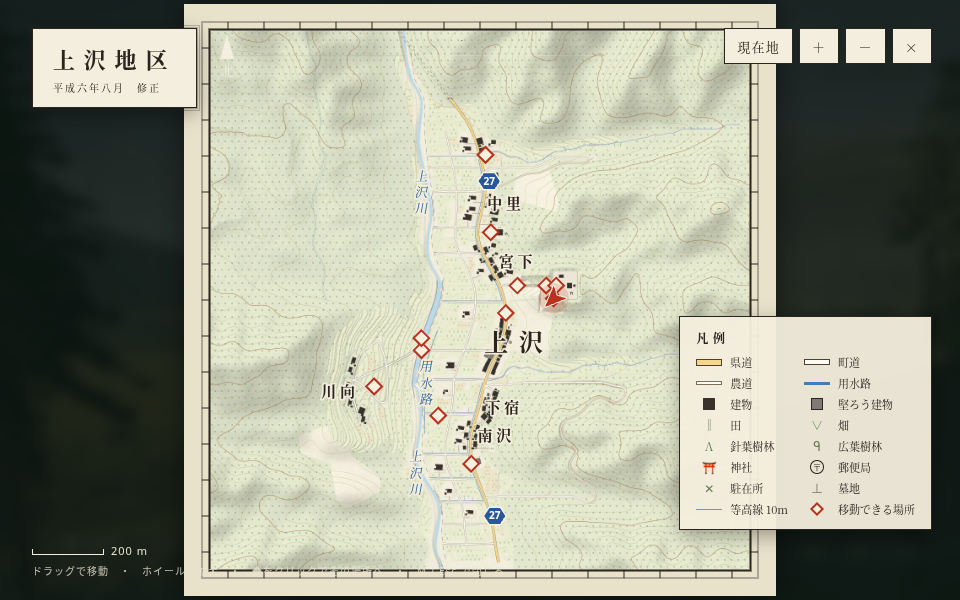 上沢地区
平成六年八月　修正
現在地
＋
－
×
上沢川
27
中里
宮下
上沢
用水路
川向
下宿
南沢
上沢川
27
凡例
県道
町道
農道
用水路
建物
堅ろう建物
田
畑
針葉樹林
広葉樹林
神社
郵便局
駐在所
墓地
等高線 10m
移動できる場所
200 m
ドラッグで移動　・　ホイール